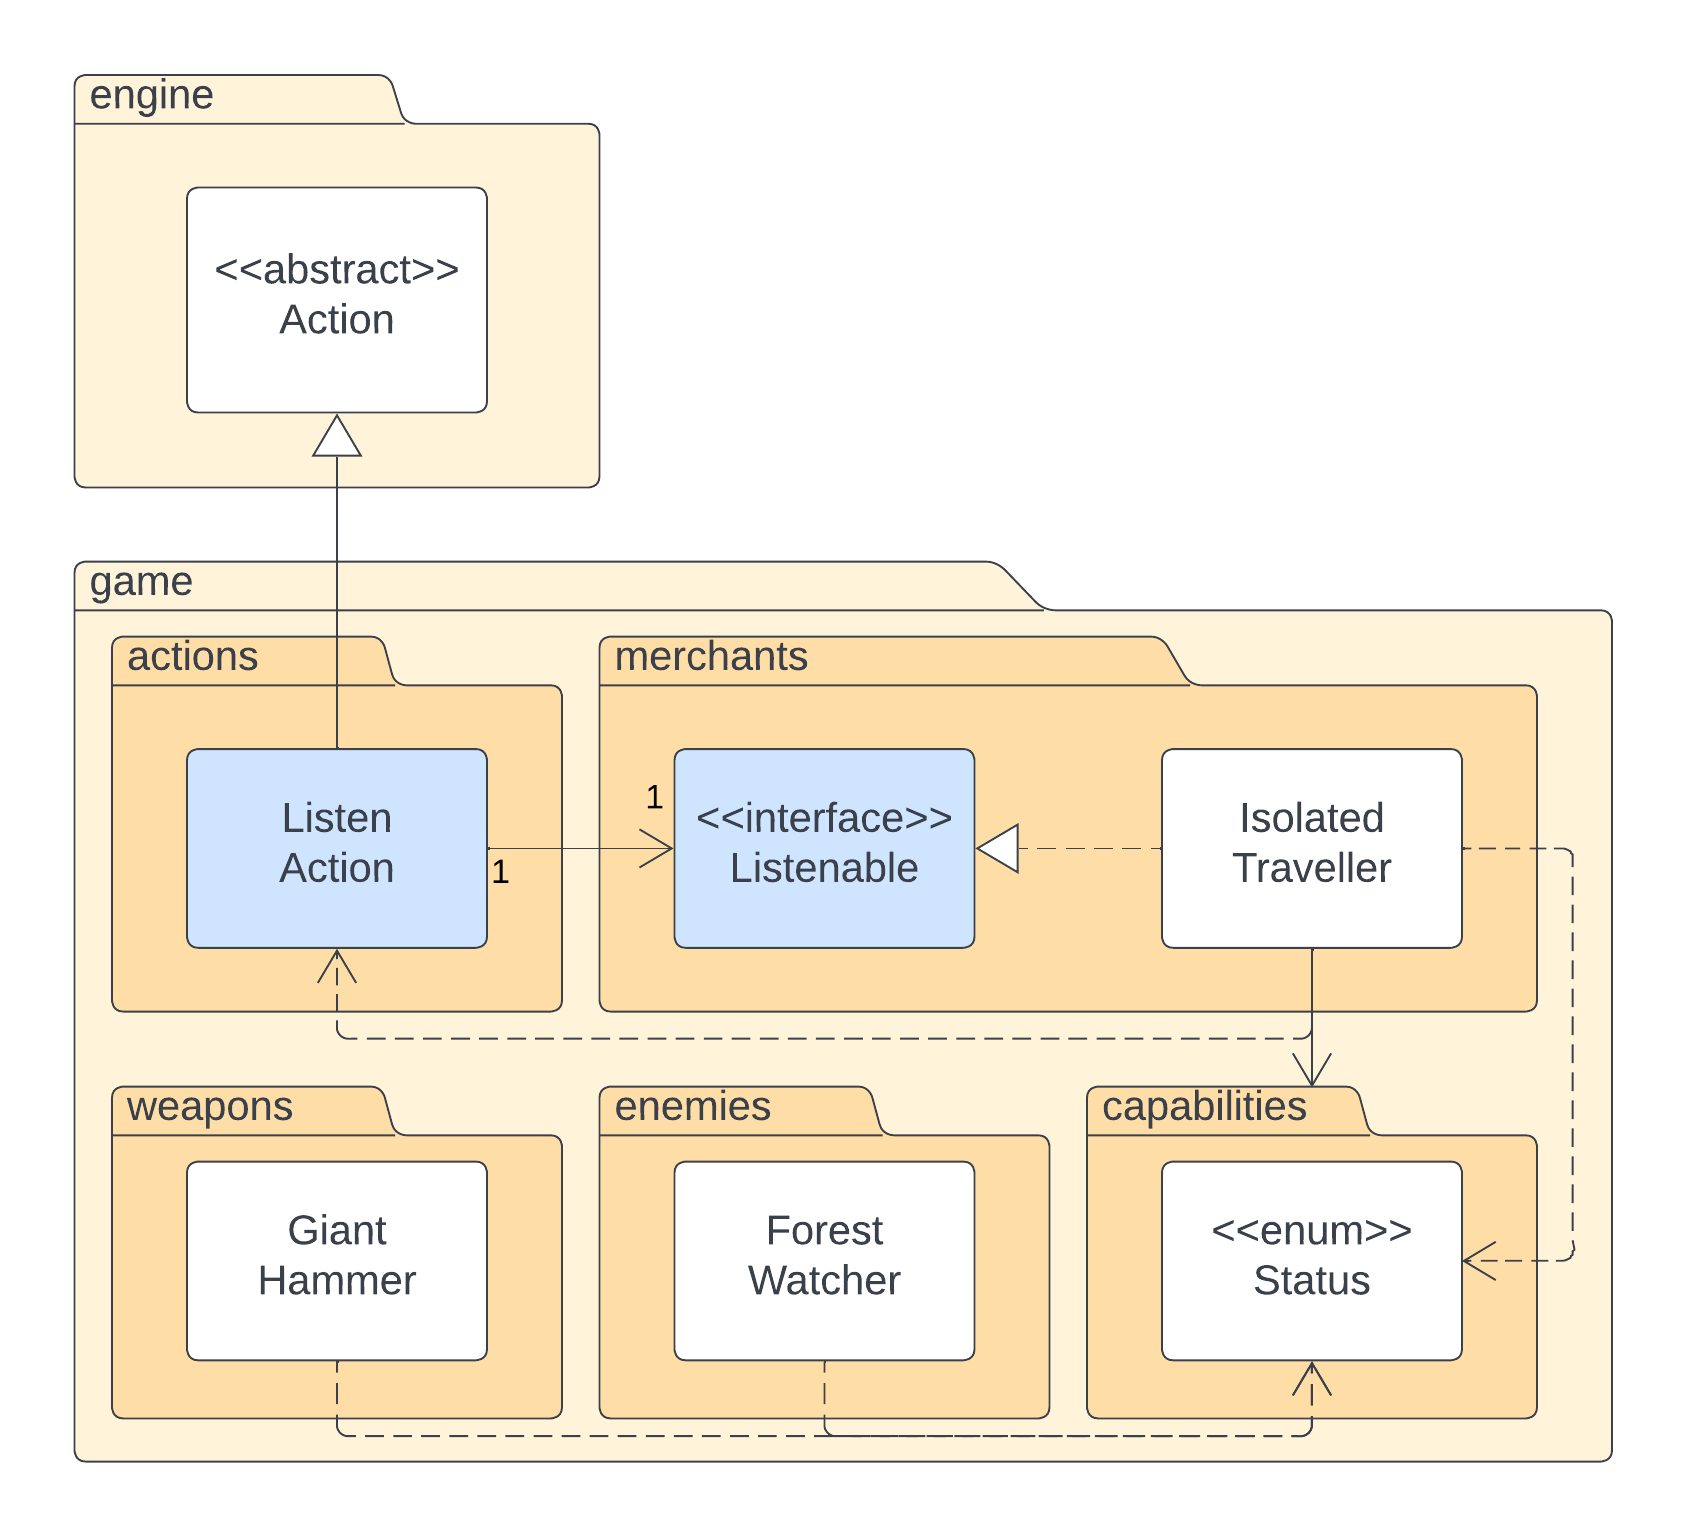 engine
<<abstract>>
Action
game
actions
merchants
Listen
Action
1
1
<<interface>>
Listenable
Isolated
Traveller
weapons
enemies
capabilities
Giant
Hammer
Forest
Watcher
<<enum>>
Status